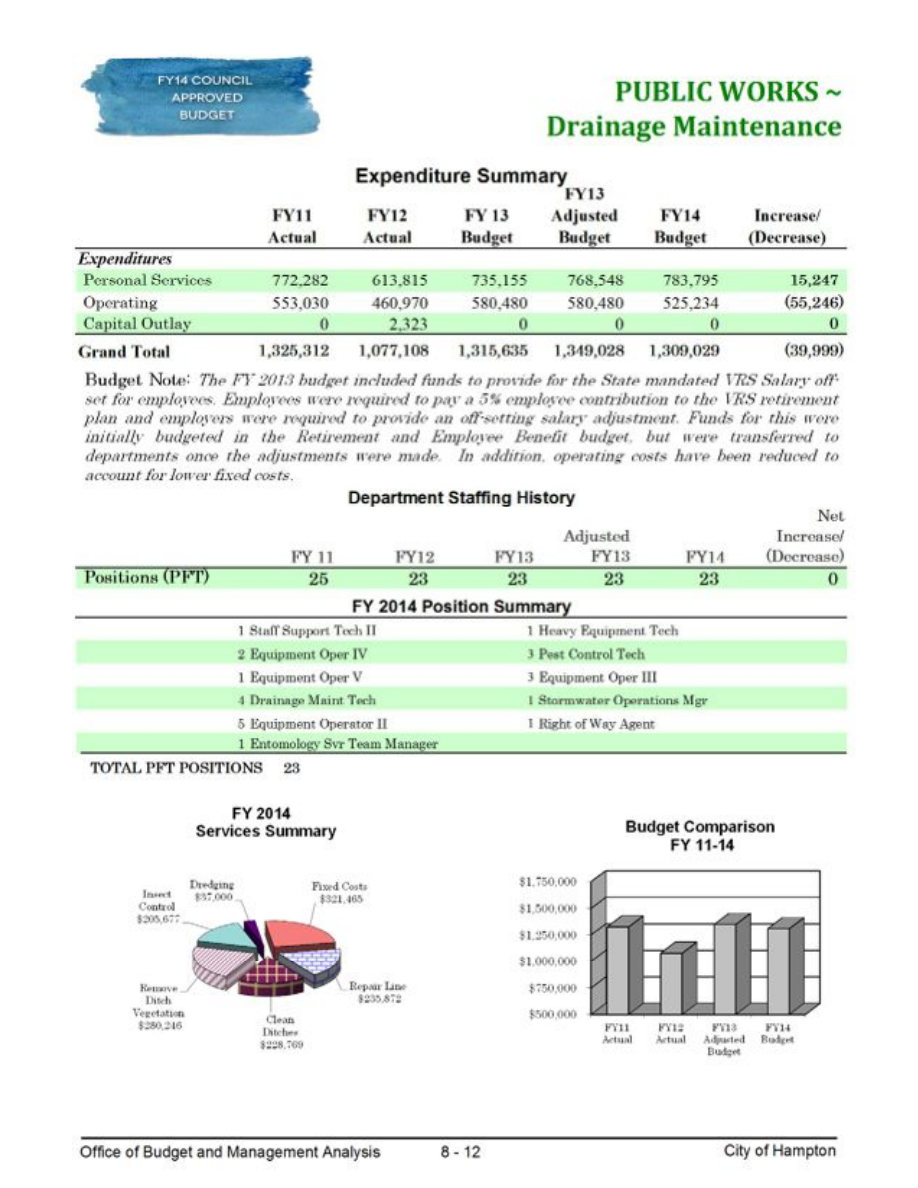 FY14 COUNCIL
APPROVED
BUDGET
PUBLIC WORKS ~
Drainage Maintenance
Expenditure Summary
FY11 Actual FY12 Actual FY 13 Budget FY13 Adjusted Budget FY14 Budget Increase/ (Decrease)
Expenditures
Personal Services 772,282 613,815 735,155 768,548 783,795 15,247
Operating 553,030 460,970 580,480 580,480 525,234 (55,246)
Capital Outlay 0 2,323 0 0 0 0
Grand Total 1,325,312 1,077,108 1,315,635 1,349,028 1,309,029 (39,999)
Budget Note: The FY 2013 budget included funds to provide for the State mandated VRS Salary off-
set for employees. Employees were required to pay a 5% employee contribution to the VRS retirement
plan and employers were required to provide an off-setting salary adjustment. Funds for this were
initially budgeted in the Retirement and Employee Benefit budget, but were transferred to
departments once the adjustments were made. In addition, operating costs have been reduced to
account for lower fixed costs.
Department Staffing History
FY 11 FY12 FY13 Adjusted FY13 FY14 Net Increase/ (Decrease)
Positions (PFT) 25 23 23 23 23 0
FY 2014 Position Summary
1 Staff Support Tech II 1 Heavy Equipment Tech
2 Equipment Oper IV 3 Pest Control Tech
1 Equipment Oper V 3 Equipment Oper III
4 Drainage Maint Tech 1 Stormwater Operations Mgr
5 Equipment Operator II 1 Right of Way Agent
1 Entomology Svr Team Manager
TOTAL PFT POSITIONS 23
FY 2014
Services Summary
Dredging
$37,000
Fixed Costs
$321,465
Insect
Control
$205,677
Repair Line
$235,872
Remove
Ditch
Vegetation
$280,246
Clean
Ditches
$228,769
Budget Comparison
FY 11-14
$1,750,000
$1,500,000
$1,250,000
$1,000,000
$750,000
$500,000
FY11 Actual
FY12 Actual
FY13 Adjusted Budget
FY14 Budget
Office of Budget and Management Analysis 8 - 12 City of Hampton